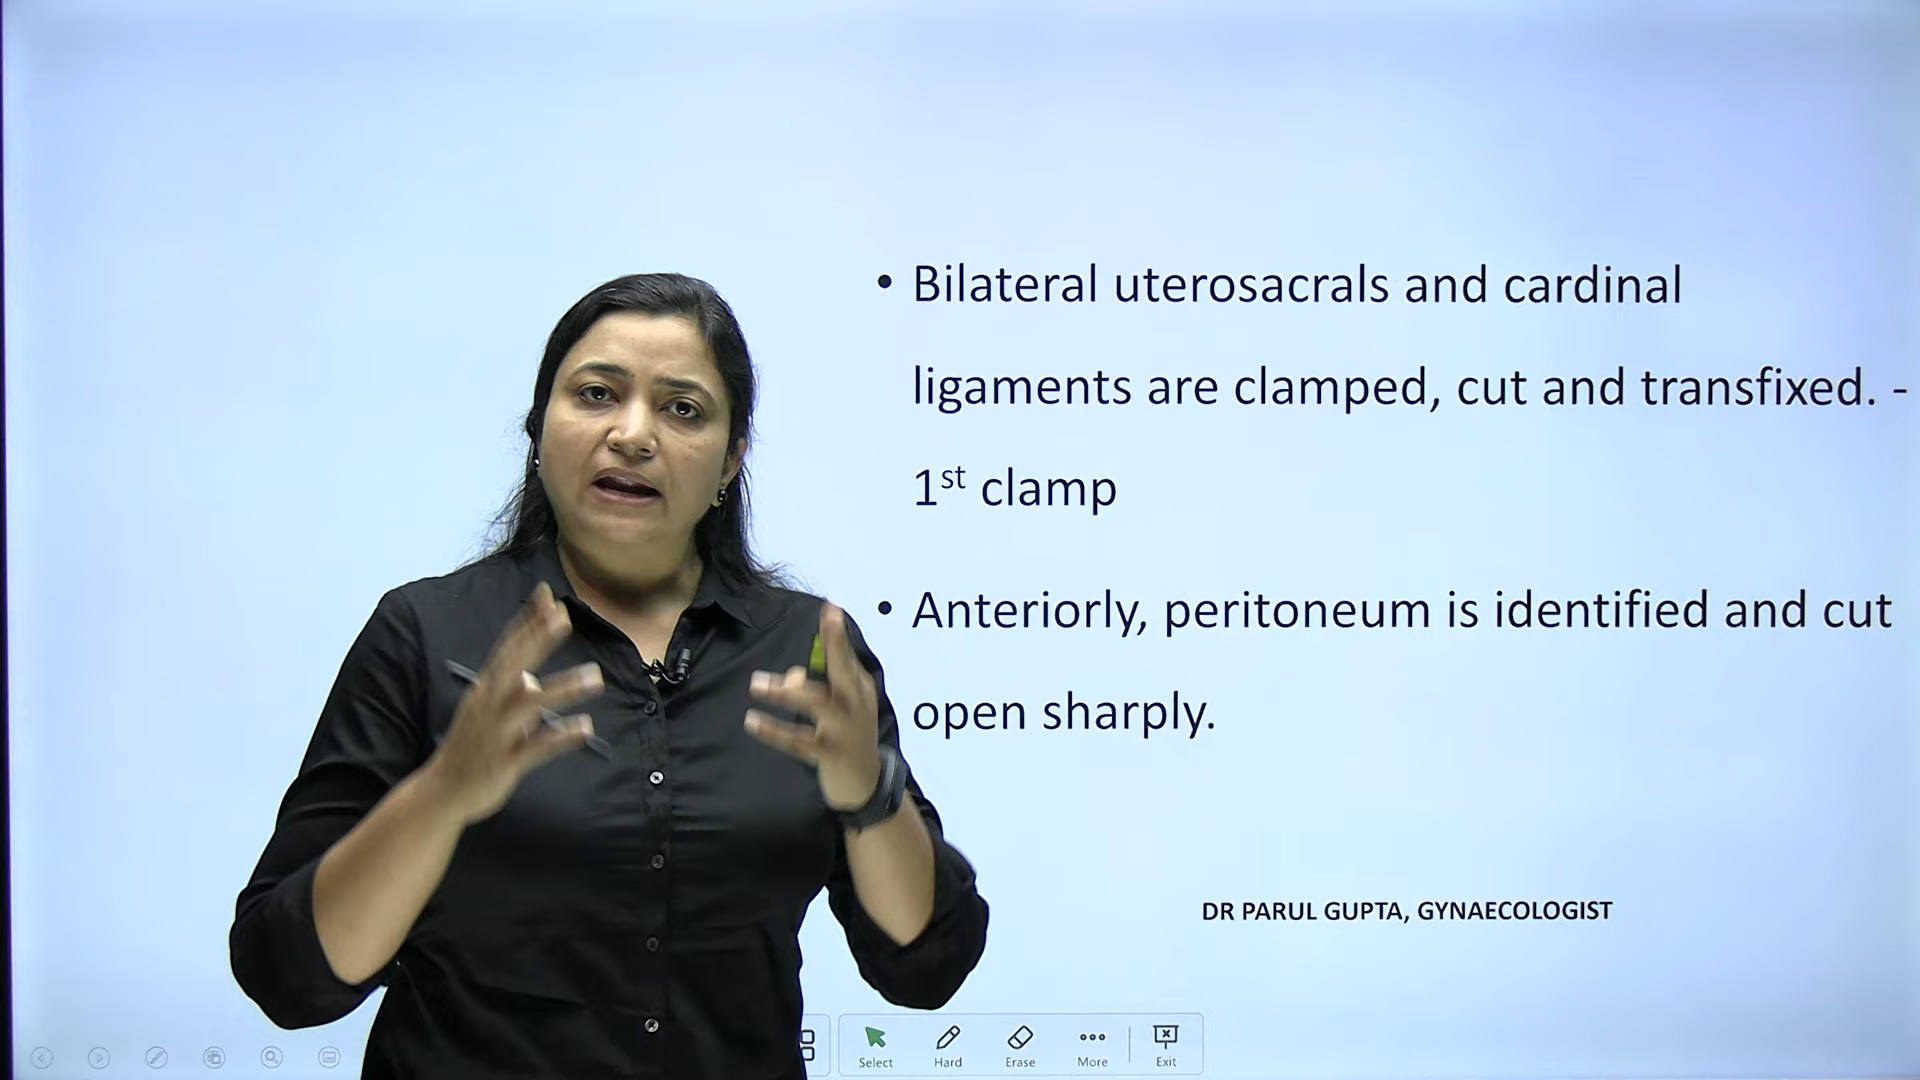 • Bilateral uterosacrals and cardinal
ligaments are clamped, cut and transfixed. -
1st clamp
• Anteriorly, peritoneum is identified and cut
open sharply.
DR PARUL GUPTA, GYNAECOLOGIST
Select Hard Erase More Exit